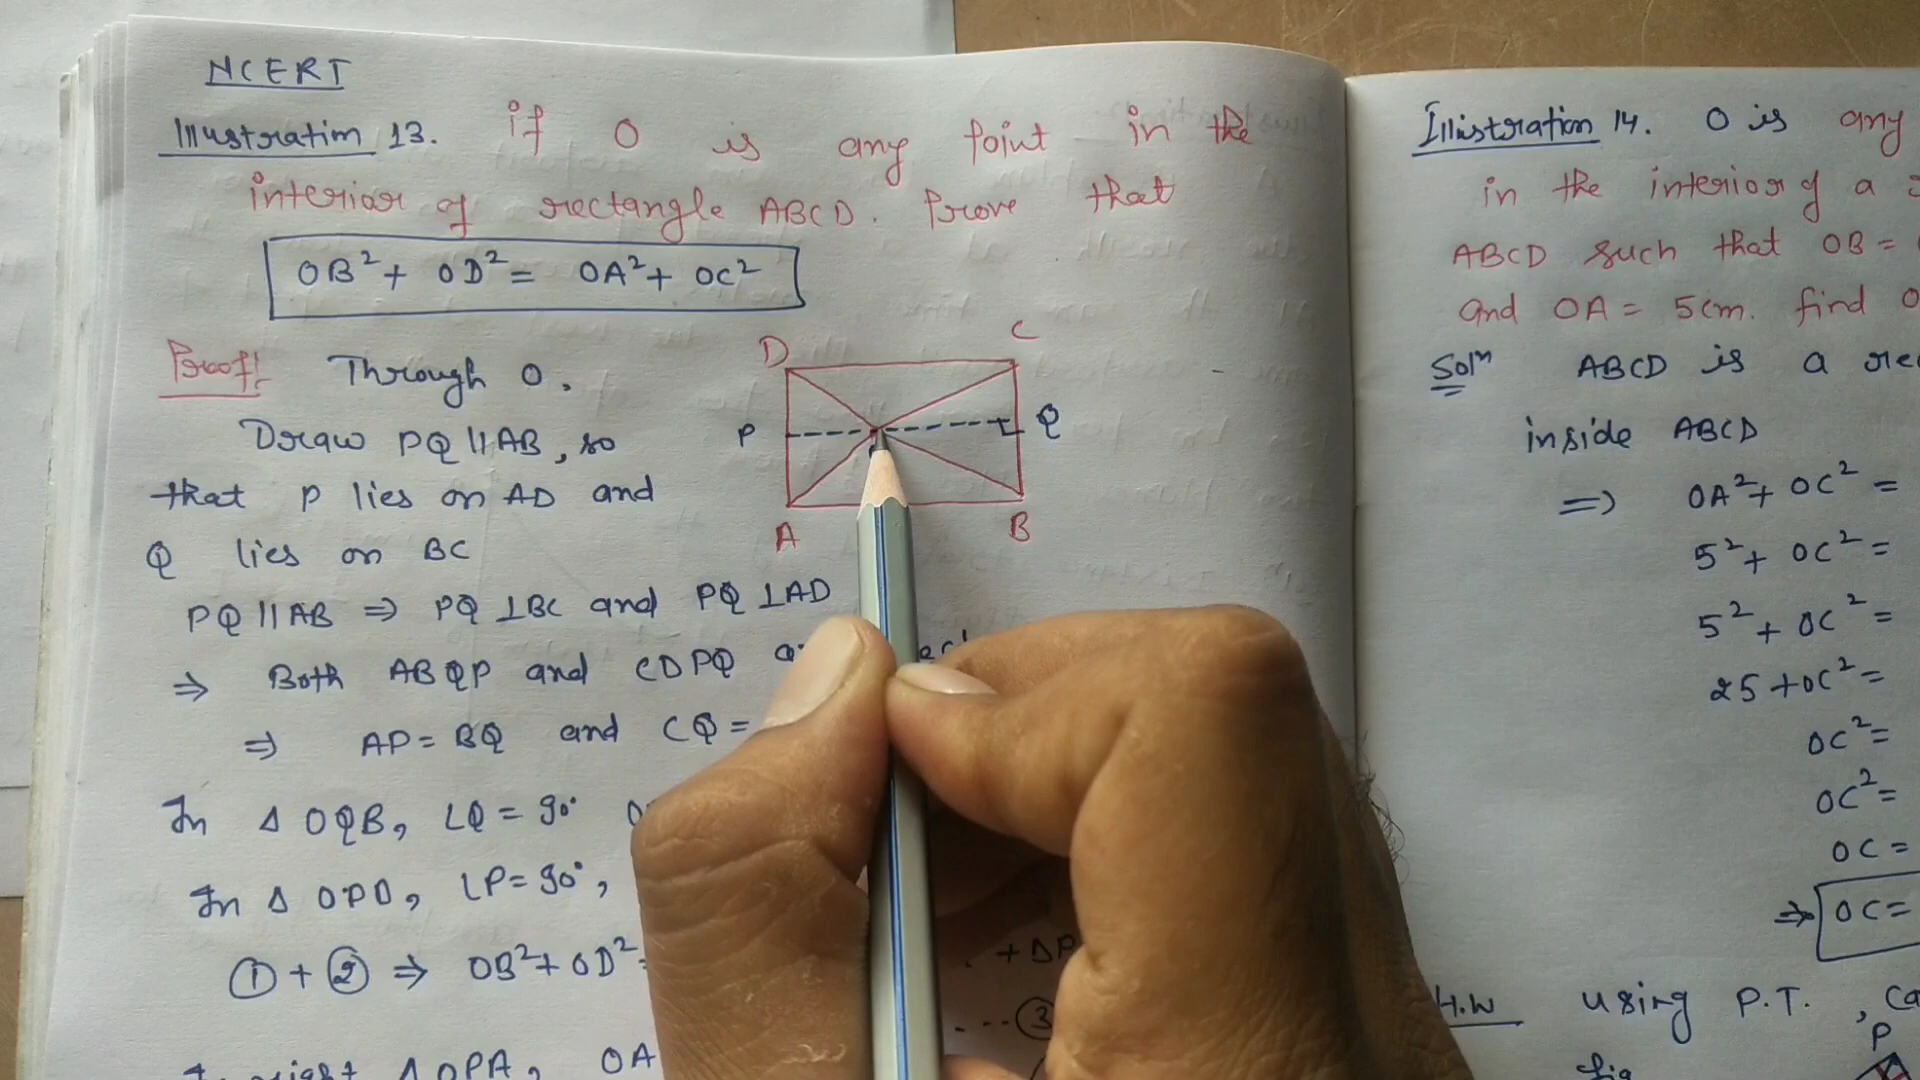 NCERT
Illustration 13. if O is any point in the
interior of rectangle ABCD. Prove that
OB² + OD² = OA² + OC²
Proof: Through O,
Draw PQ || AB, so
that P lies on AD and
Q lies on BC
PQ || AB ⇒ PQ ⊥ BC and PQ ⊥ AD
⇒ Both ABQP and CDPQ
⇒ AP = BQ and CQ =
In Δ OQB, ∠Q = 90°
In Δ OPD, ∠P = 90°,
① + ② ⇒ OB² + OD² =
+ DP
.---③
Δ OPA, OA
D
C
P
Q
A
B
Illustration 14. O is any
in the interior of a
ABCD such that OB =
and OA = 5cm. find
Solⁿ ABCD is a
inside ABCD
⇒ OA² + OC² =
5² + OC² =
5² + OC² =
25 + OC² =
OC² =
OC² =
OC =
⇒ OC =
H.W using P.T.,
P
fig